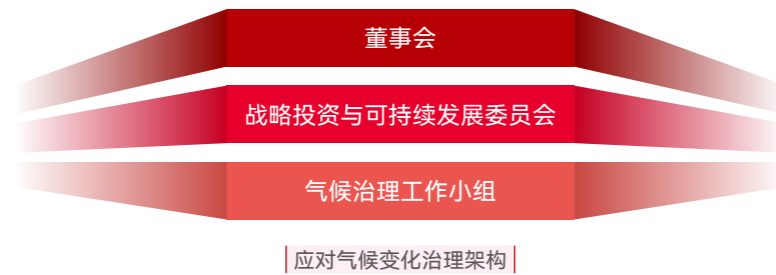 董事会
战略投资与可持续发展委员会
气候治理工作小组
应对气候变化治理架构